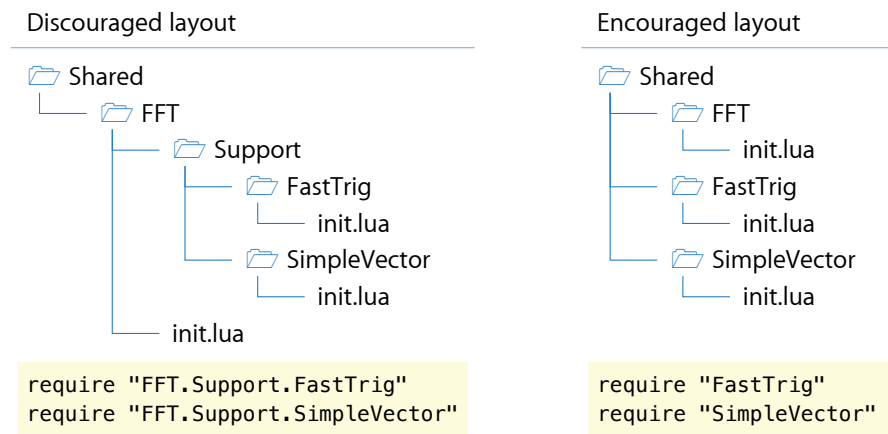 Discouraged layout
Shared
FFT
Support
FastTrig
init.lua
SimpleVector
init.lua
init.lua
require "FFT.Support.FastTrig"
require "FFT.Support.SimpleVector"
Encouraged layout
Shared
FFT
init.lua
FastTrig
init.lua
SimpleVector
init.lua
require "FastTrig"
require "SimpleVector"